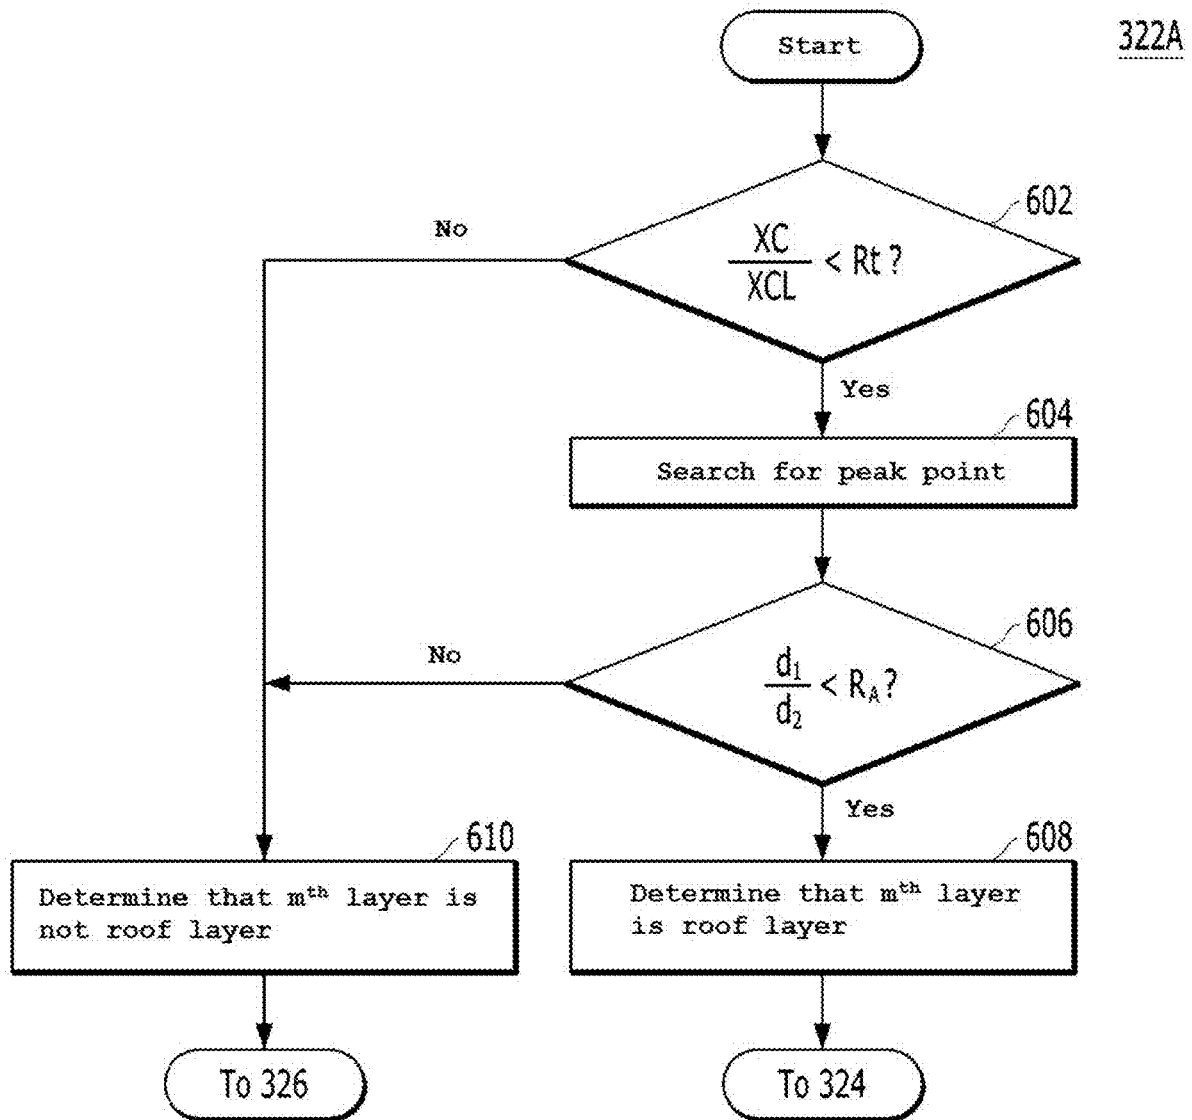 Start
322A
602
No
XC
XCL
< Rt ?
Yes
604
Search for peak point
606
No
d₁
d₂
< R_A ?
Yes
610
608
Determine that mᵗʰ layer is
not roof layer
Determine that mᵗʰ layer
is roof layer
To 326
To 324